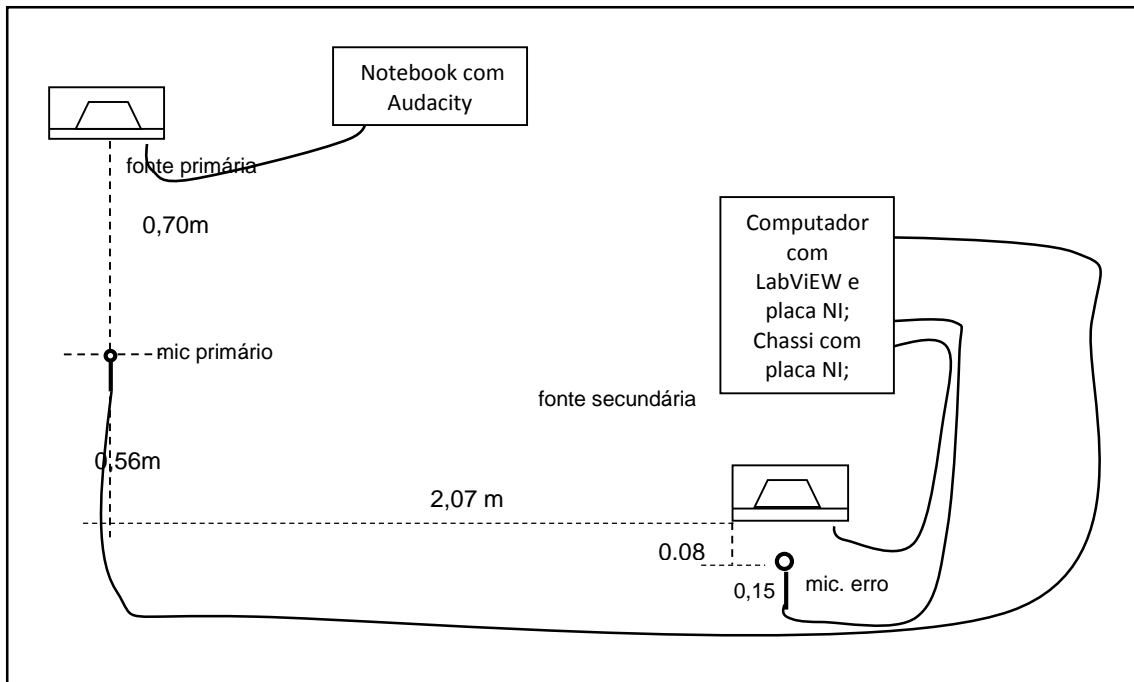 Notebook com
Audacity
fonte primária
0,70m
Computador
com
LabViEW e
placa NI;
Chassi com
placa NI;
mic primário
fonte secundária
0,56m
2,07 m
0.08
0,15
mic. erro